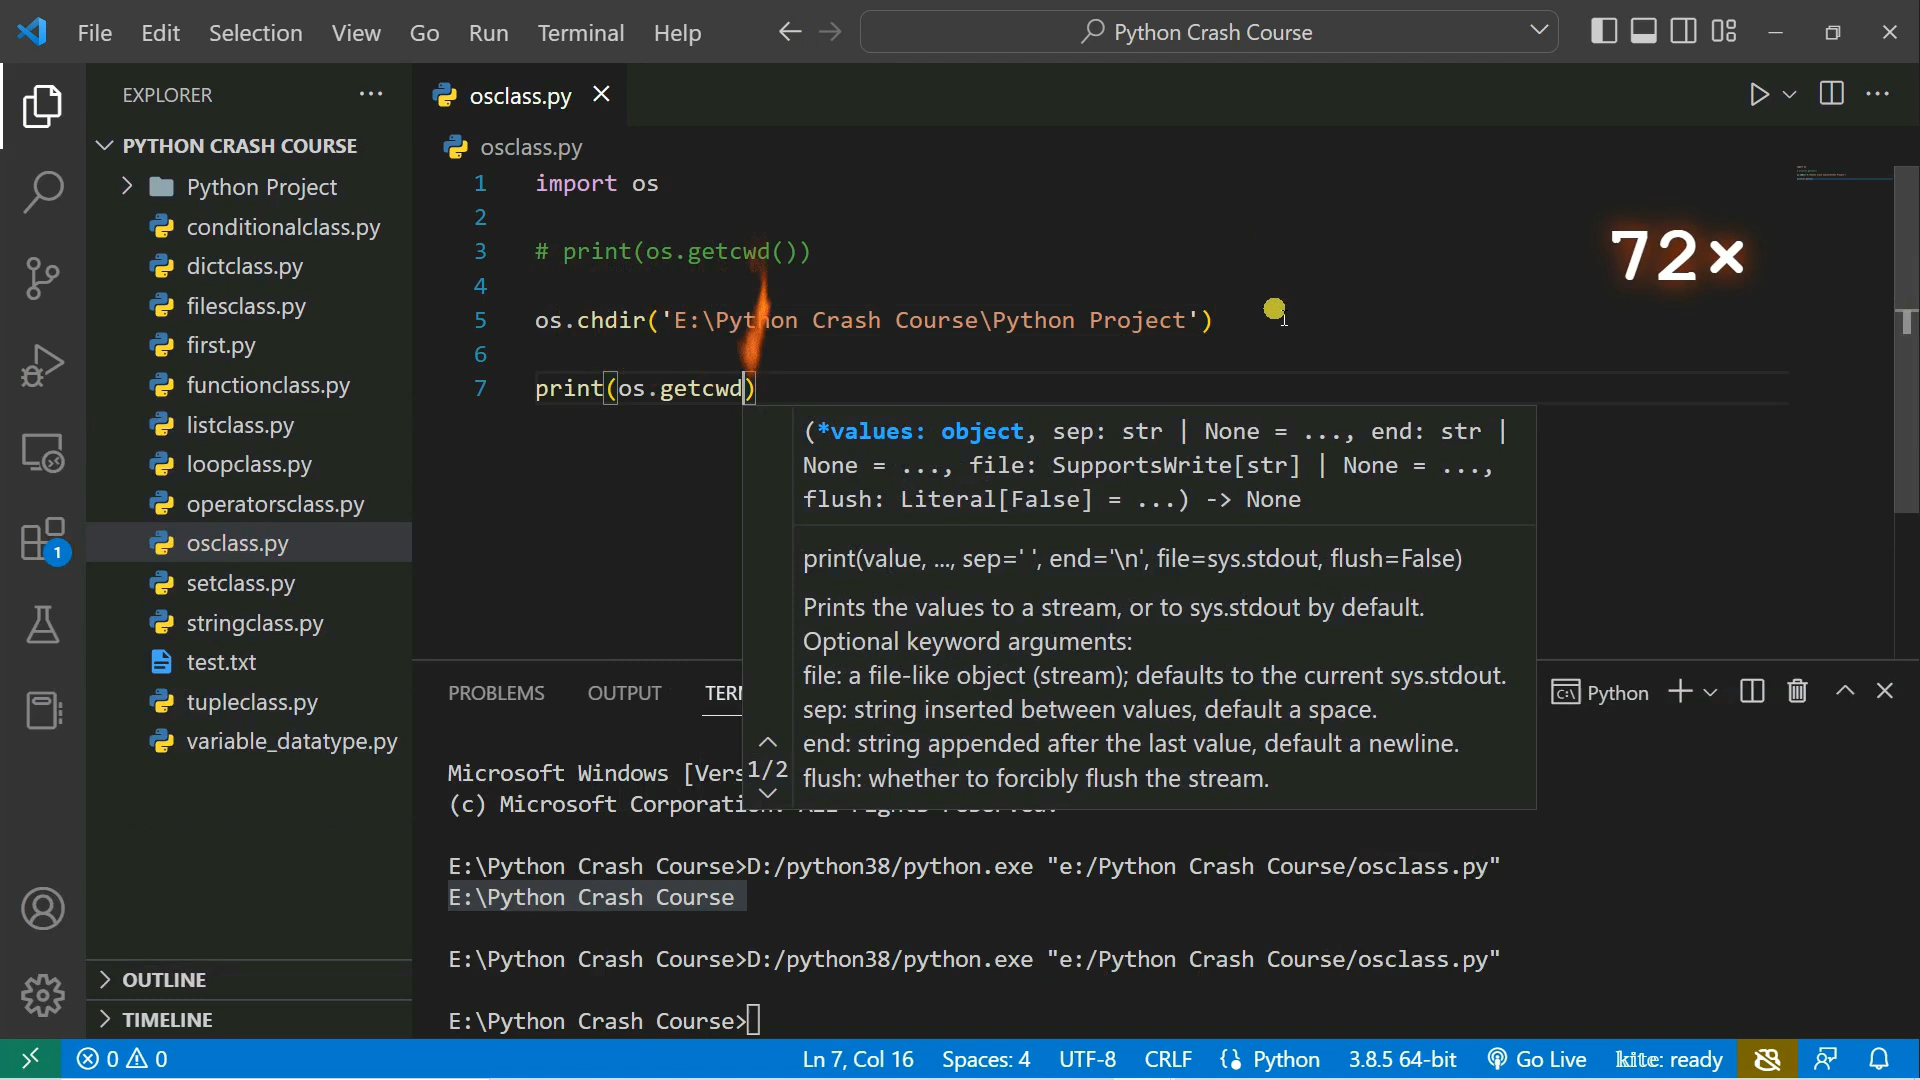 File Edit Selection View Go Run Terminal Help
Python Crash Course
EXPLORER
PYTHON CRASH COURSE
Python Project
conditionalclass.py
dictclass.py
filesclass.py
first.py
functionclass.py
listclass.py
loopclass.py
operatorsclass.py
osclass.py
setclass.py
stringclass.py
test.txt
tupleclass.py
variable_datatype.py
OUTLINE
TIMELINE
1
osclass.py
osclass.py
1 import os
2
3 # print(os.getcwd())
4
5 os.chdir('E:\Python Crash Course\Python Project')
6
7 print(os.getcwd)
72×
(*values: object, sep: str | None = ..., end: str |
None = ..., file: SupportsWrite[str] | None = ...,
flush: Literal[False] = ...) -> None
print(value, ..., sep=' ', end='\n', file=sys.stdout, flush=False)
Prints the values to a stream, or to sys.stdout by default.
Optional keyword arguments:
file: a file-like object (stream); defaults to the current sys.stdout.
sep: string inserted between values, default a space.
end: string appended after the last value, default a newline.
flush: whether to forcibly flush the stream.
1/2
PROBLEMS OUTPUT TERM
Python
Microsoft Windows [Vers
(c) Microsoft Corporation. All rights reserved.
E:\Python Crash Course>D:/python38/python.exe "e:/Python Crash Course/osclass.py"
E:\Python Crash Course
E:\Python Crash Course>D:/python38/python.exe "e:/Python Crash Course/osclass.py"
E:\Python Crash Course>
0 0 Ln 7, Col 16 Spaces: 4 UTF-8 CRLF Python 3.8.5 64-bit Go Live kite: ready